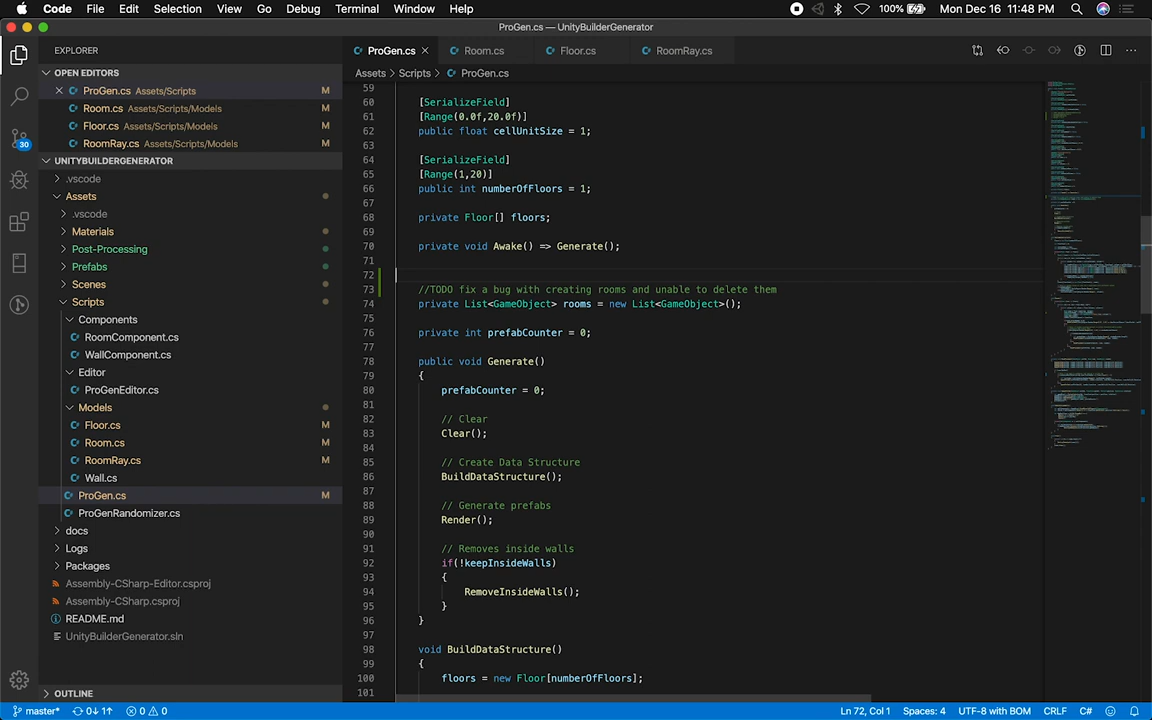 Code File Edit Selection View Go Debug Terminal Window Help
100% Mon Dec 16 11:48 PM
ProGen.cs — UnityBuilderGenerator
EXPLORER
OPEN EDITORS
ProGen.cs Assets/Scripts M
Room.cs Assets/Scripts/Models M
Floor.cs Assets/Scripts/Models M
RoomRay.cs Assets/Scripts/Models M
30
UNITYBUILDERGENERATOR
.vscode
Assets
.vscode
Materials
Post-Processing
Prefabs
Scenes
Scripts
Components
RoomComponent.cs
WallComponent.cs
Editor
ProGenEditor.cs
Models
Floor.cs M
Room.cs M
RoomRay.cs M
Wall.cs
ProGen.cs M
ProGenRandomizer.cs
docs
Logs
Packages
Assembly-CSharp-Editor.csproj
Assembly-CSharp.csproj
README.md
UnityBuilderGenerator.sln
OUTLINE
ProGen.cs Room.cs Floor.cs RoomRay.cs
Assets > Scripts > ProGen.cs
59
60 [SerializeField]
61 [Range(0.0f,20.0f)]
62 public float cellUnitSize = 1;
63
64 [SerializeField]
65 [Range(1,20)]
66 public int numberOfFloors = 1;
67
68 private Floor[] floors;
69
70 private void Awake() => Generate();
71
72
73 //TODO fix a bug with creating rooms and unable to delete them
74 private List<GameObject> rooms = new List<GameObject>();
75
76 private int prefabCounter = 0;
77
78 public void Generate()
79 {
80 prefabCounter = 0;
81
82 // Clear
83 Clear();
84
85 // Create Data Structure
86 BuildDataStructure();
87
88 // Generate prefabs
89 Render();
90
91 // Removes inside walls
92 if(!keepInsideWalls)
93 {
94 RemoveInsideWalls();
95 }
96 }
97
98 void BuildDataStructure()
99 {
100 floors = new Floor[numberOfFloors];
101
master* 0↓ 1↑ 0 0 Ln 72, Col 1 Spaces: 4 UTF-8 with BOM CRLF C#